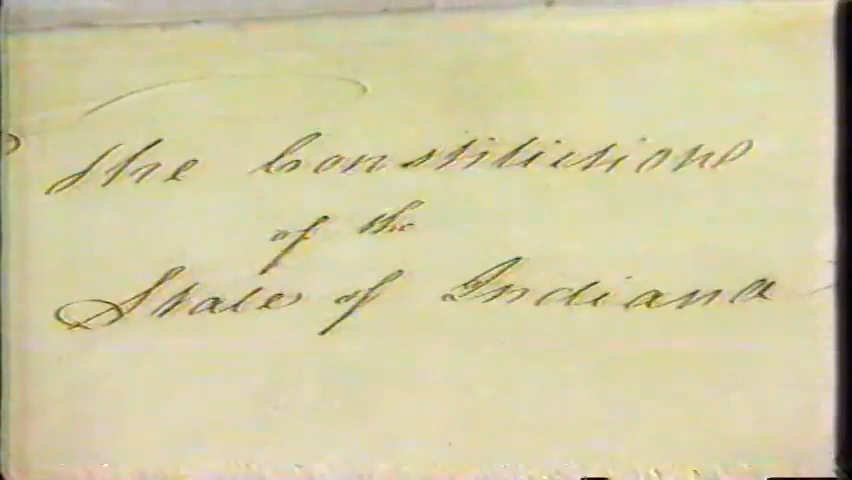 The Constitution
of the
State of Indiana